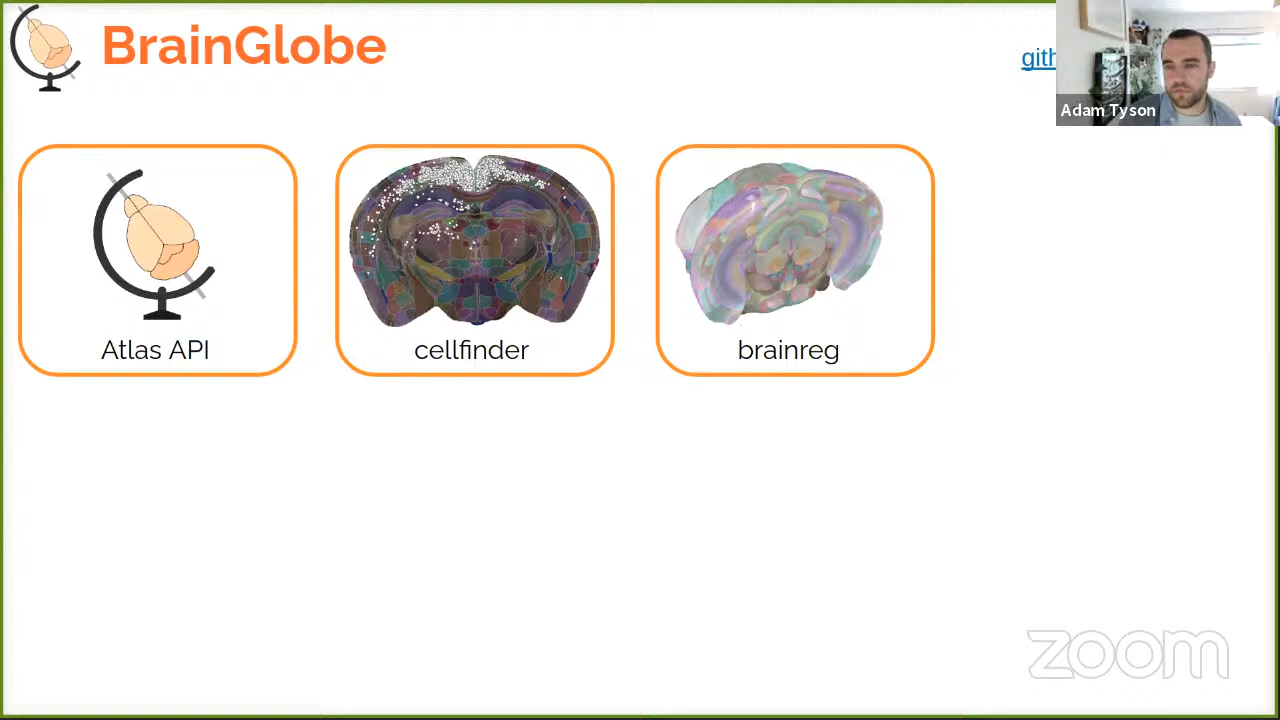 BrainGlobe
gith
Adam Tyson
Atlas API
cellfinder
brainreg
zoom